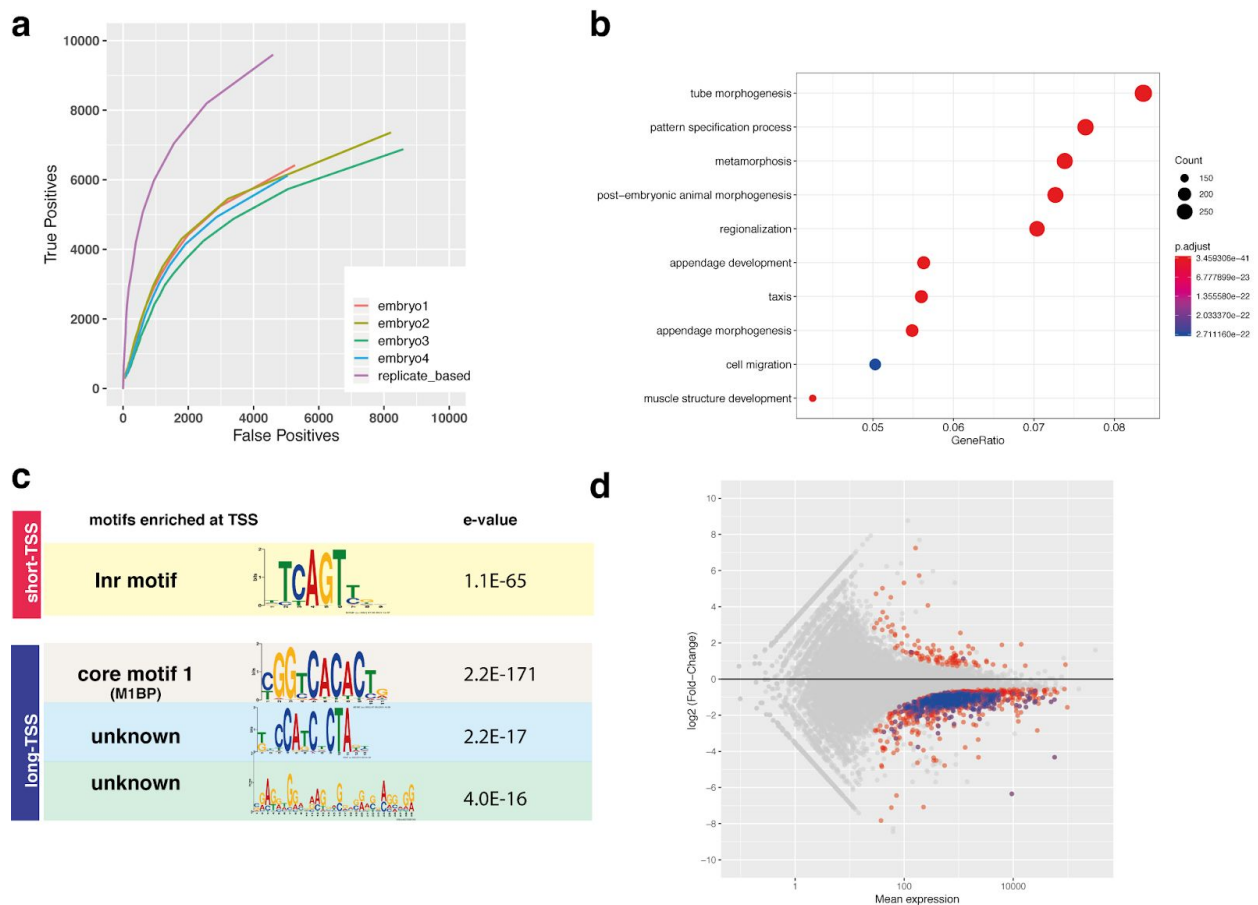 a
10000
8000
6000
4000
2000
0
True Positives
0
2000
4000
6000
8000
10000
False Positives
embryo1
embryo2
embryo3
embryo4
replicate_based
b
tube morphogenesis
pattern specification process
metamorphosis
post−embryonic animal morphogenesis
regionalization
appendage development
taxis
appendage morphogenesis
cell migration
muscle structure development
0.05
0.06
0.07
0.08
GeneRatio
Count
150
200
250
p.adjust
3.459306e−41
6.777899e−23
1.355580e−22
2.033370e−22
2.711160e−22
c
motifs enriched at TSS
e-value
short-TSS
Inr motif
TCAGT
1.1E-65
long-TSS
core motif 1
(M1BP)
GGTCACACT
2.2E-171
unknown
2.2E-17
unknown
4.0E-16
d
10
8
6
4
2
0
−2
−4
−6
−8
−10
log2 (Fold−Change)
1
100
10000
Mean expression